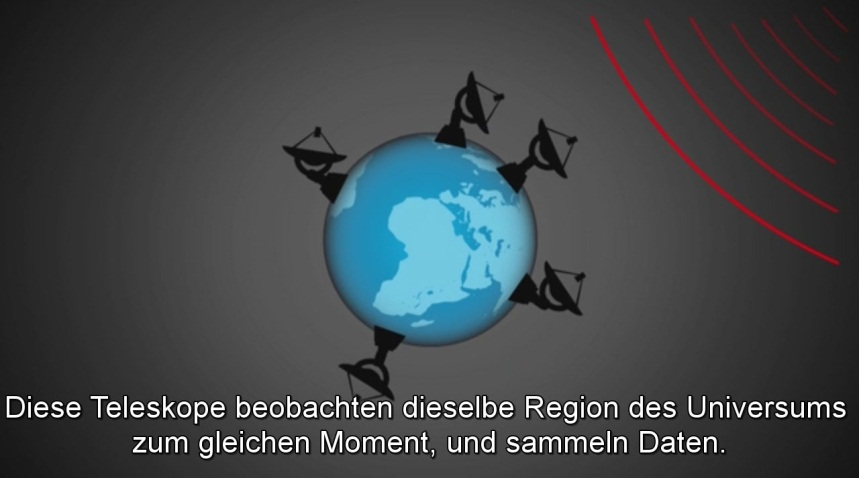 Diese Teleskope beobachten dieselbe Region des Universums
zum gleichen Moment, und sammeln Daten.